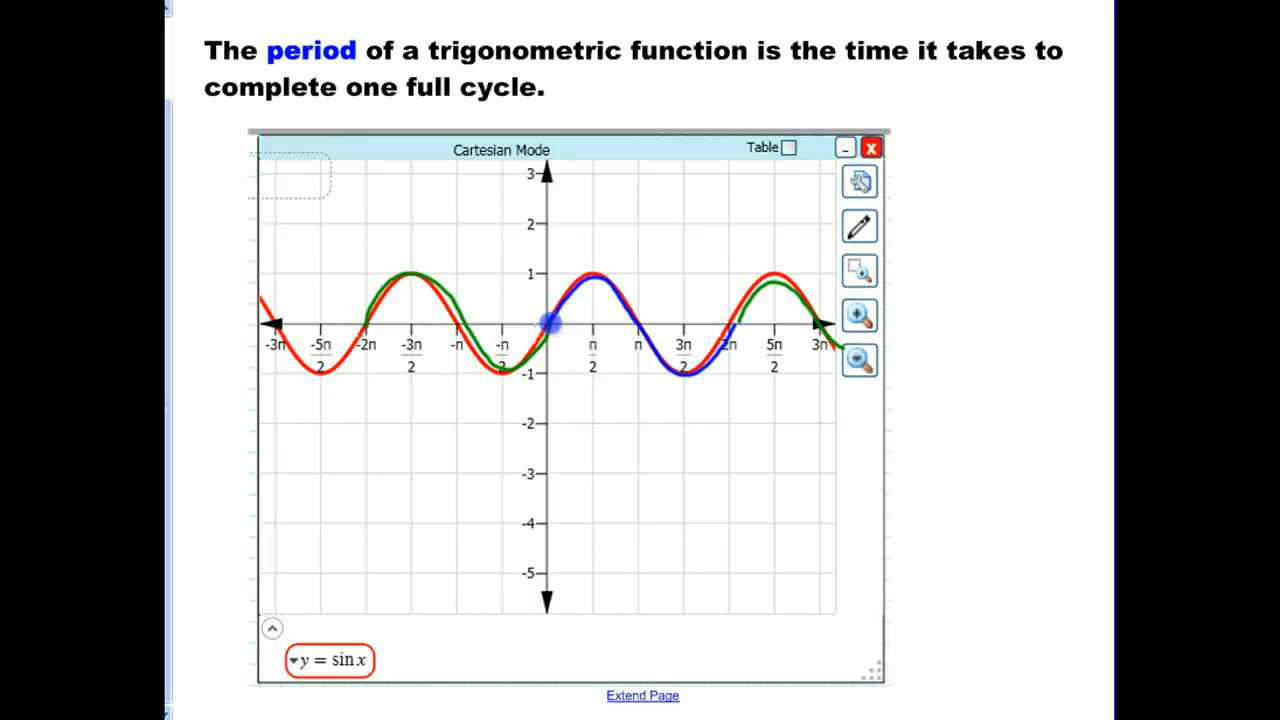 The period of a trigonometric function is the time it takes to
complete one full cycle.
Cartesian Mode
Table
x
3
2
1
-3π
-5π
2
-2π
-3π
2
-π
-π
2
π
2
π
3π
2
2π
5π
2
3π
-1
-2
-3
-4
-5
y = sin x
Extend Page